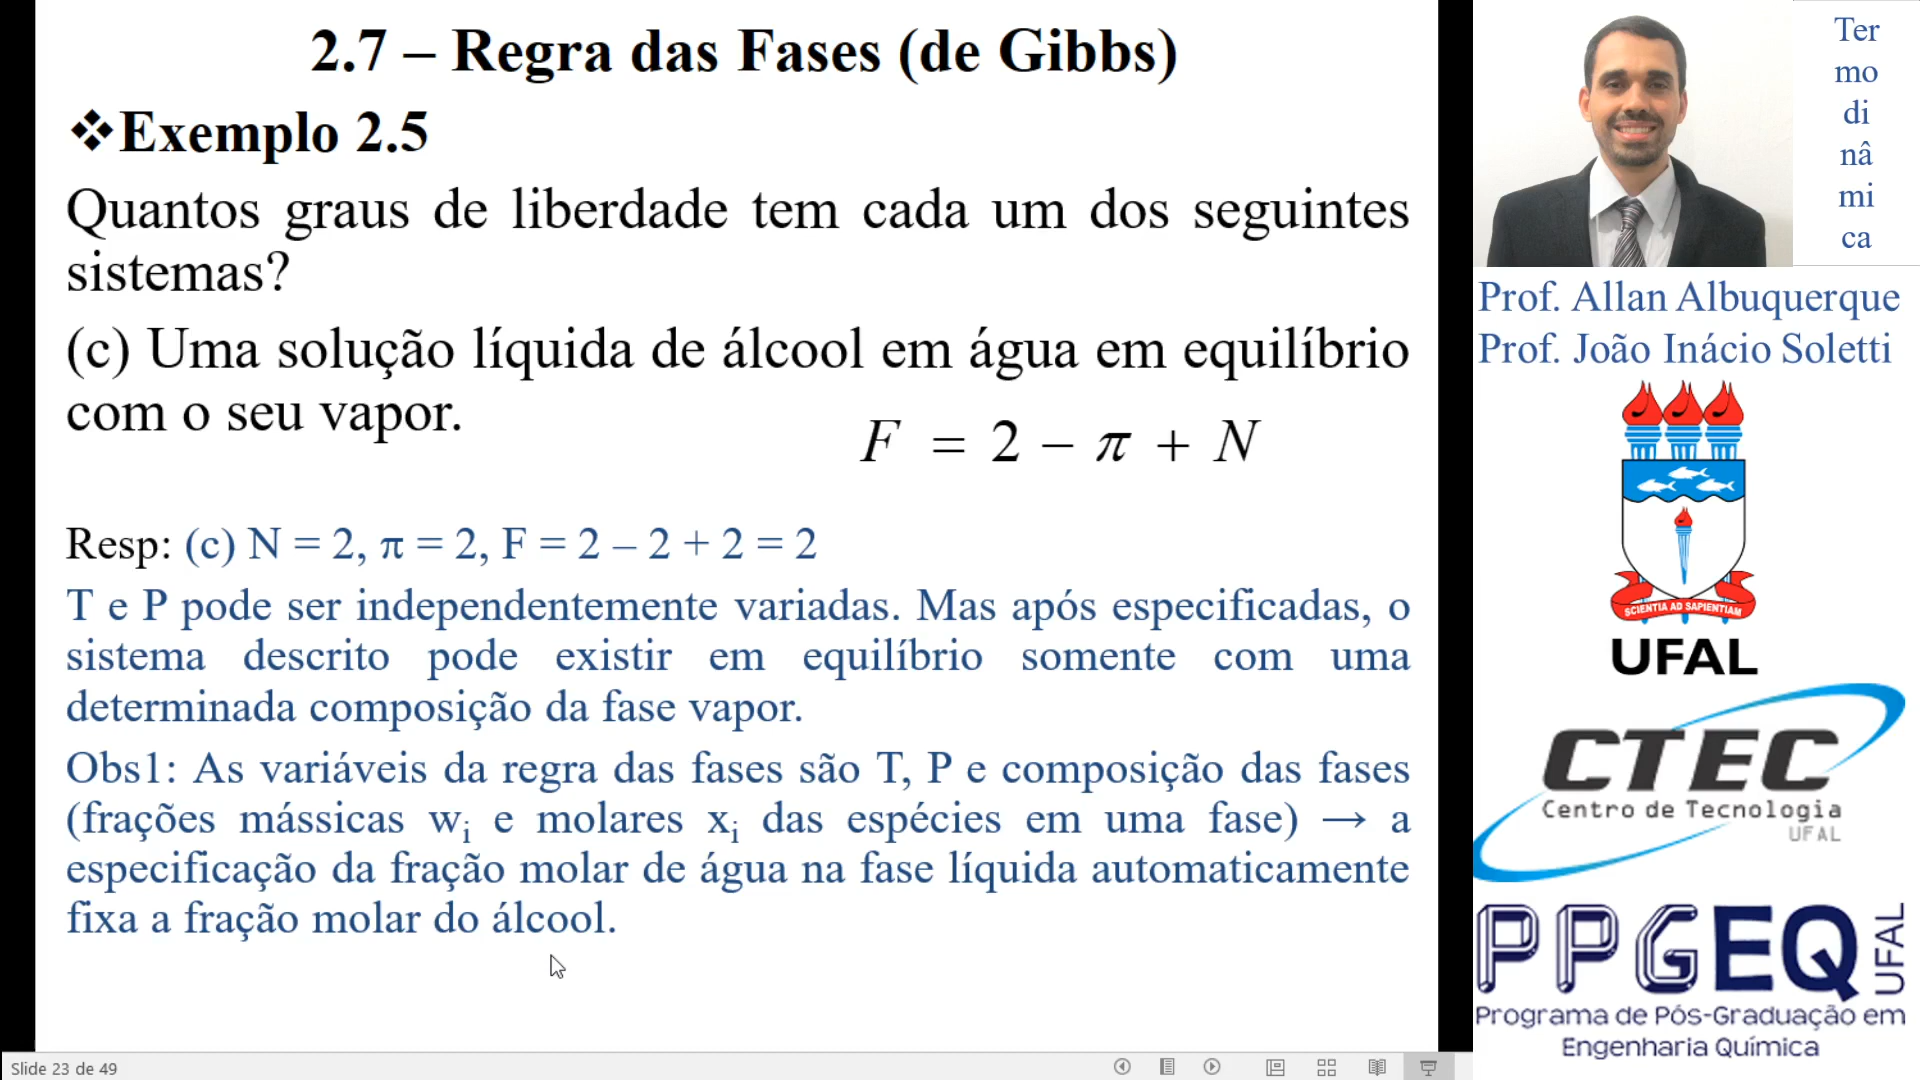 2.7 – Regra das Fases (de Gibbs)
❖Exemplo 2.5
Quantos graus de liberdade tem cada um dos seguintes
sistemas?
(c) Uma solução líquida de álcool em água em equilíbrio
com o seu vapor.
F = 2 − π + N
Resp: (c) N = 2, π = 2, F = 2 – 2 + 2 = 2
T e P pode ser independentemente variadas. Mas após especificadas, o
sistema descrito pode existir em equilíbrio somente com uma
determinada composição da fase vapor.
Obs1: As variáveis da regra das fases são T, P e composição das fases
(frações mássicas wᵢ e molares xᵢ das espécies em uma fase) → a
especificação da fração molar de água na fase líquida automaticamente
fixa a fração molar do álcool.
Slide 23 de 49
Ter
mo
di
nâ
mi
ca
Prof. Allan Albuquerque
Prof. João Inácio Soletti
SCIENTIA AD SAPIENTIAM
UFAL
CTEC
Centro de Tecnologia
UFAL
PPGEQ
UFAL
Programa de Pós-Graduação em
Engenharia Química